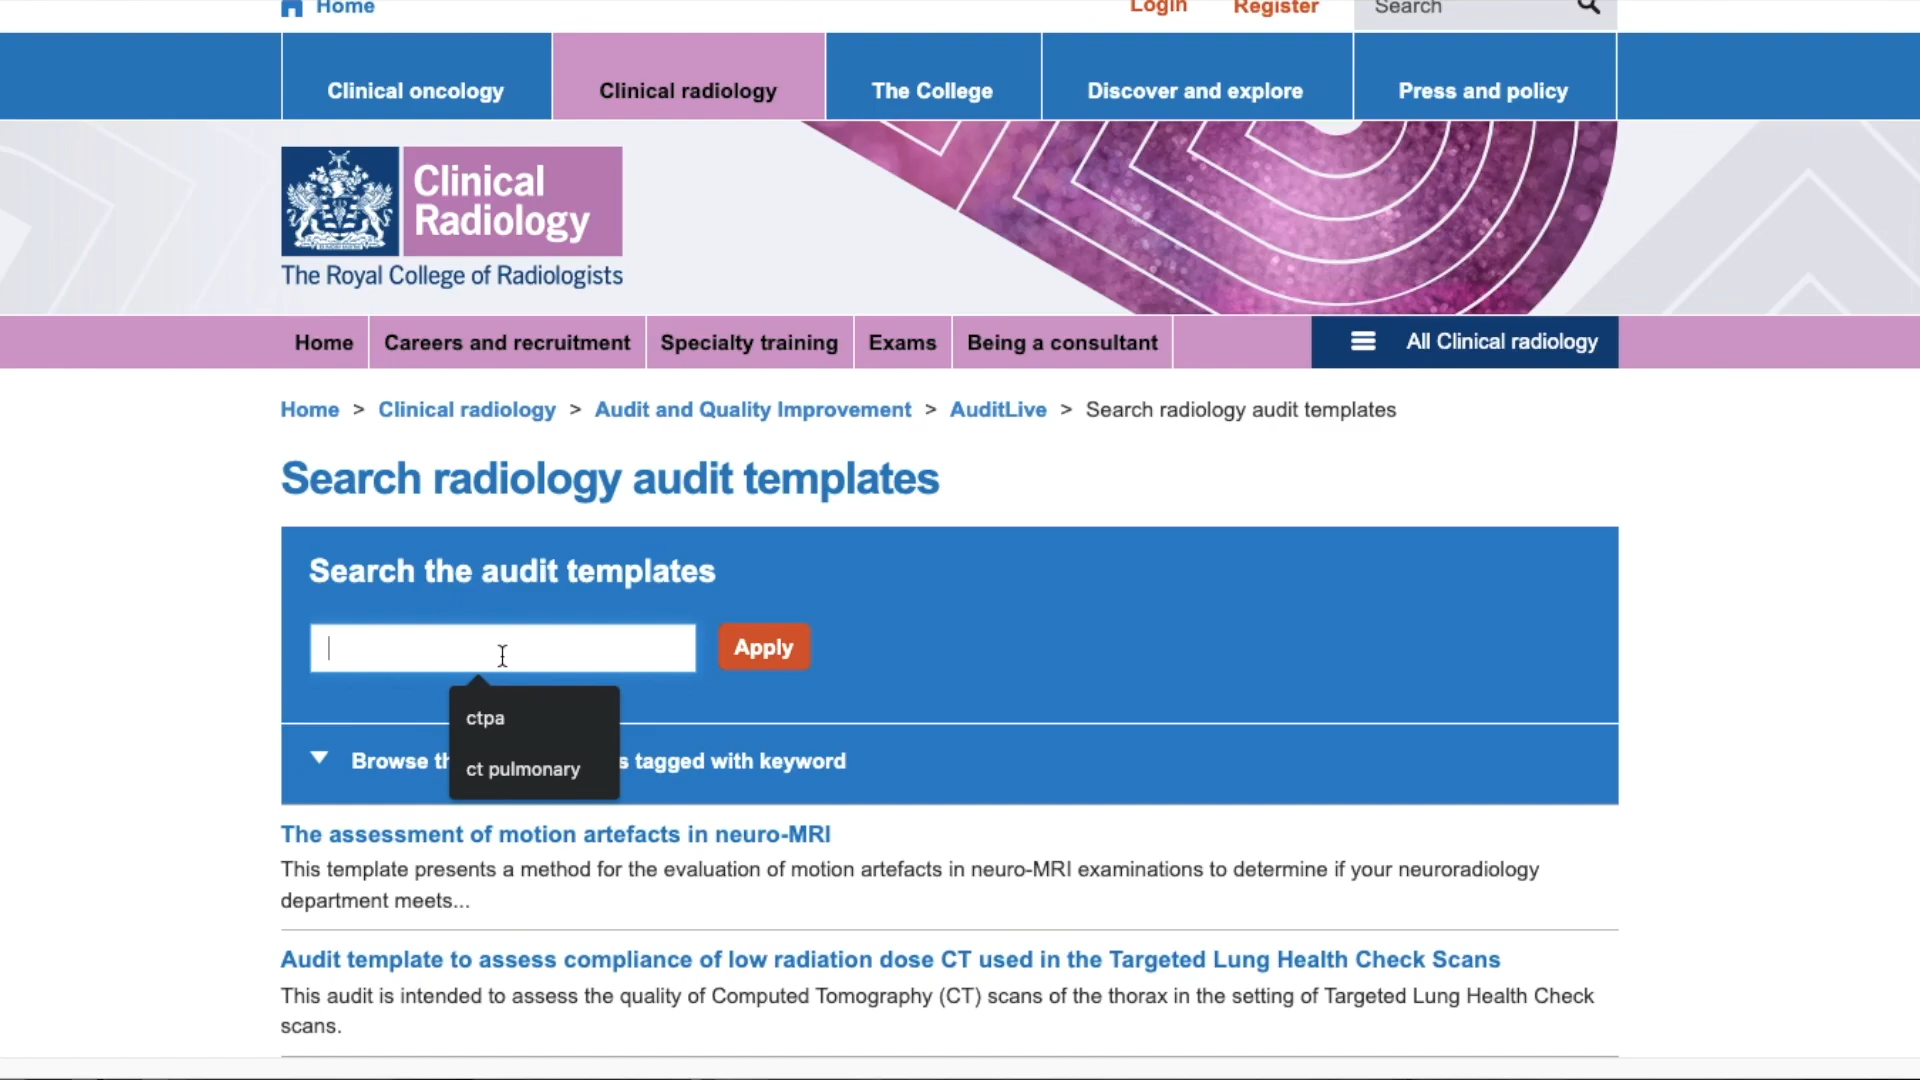 Home Login Register Search
Clinical oncology Clinical radiology The College Discover and explore Press and policy
Clinical
Radiology
The Royal College of Radiologists
Home Careers and recruitment Specialty training Exams Being a consultant All Clinical radiology
Home > Clinical radiology > Audit and Quality Improvement > AuditLive > Search radiology audit templates
Search radiology audit templates
Search the audit templates
Apply
ctpa
Browse th ct pulmonary s tagged with keyword
The assessment of motion artefacts in neuro-MRI
This template presents a method for the evaluation of motion artefacts in neuro-MRI examinations to determine if your neuroradiology
department meets...
Audit template to assess compliance of low radiation dose CT used in the Targeted Lung Health Check Scans
This audit is intended to assess the quality of Computed Tomography (CT) scans of the thorax in the setting of Targeted Lung Health Check
scans.